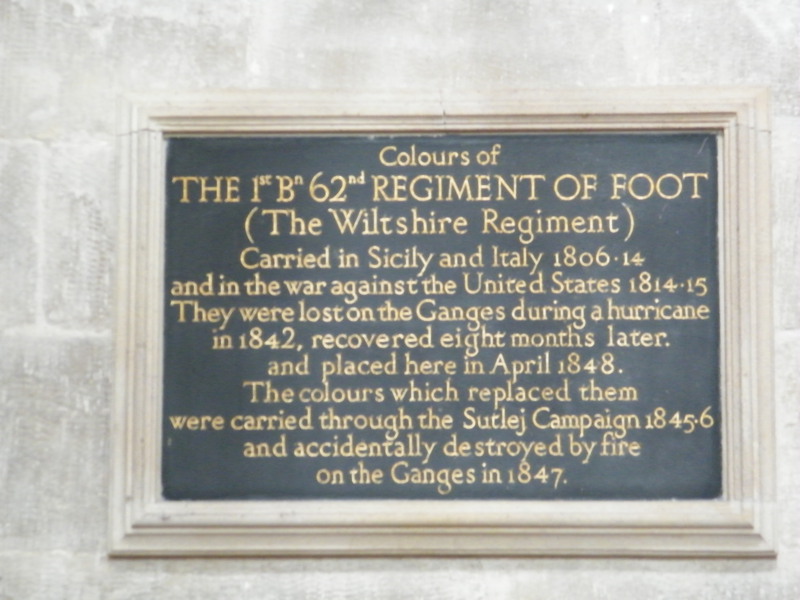 Colours of
THE 1st Bn 62nd REGIMENT OF FOOT
(The Wiltshire Regiment)
Carried in Sicily and Italy 1806·14
and in the war against the United States 1814·15
They were lost on the Ganges during a hurricane
in 1842, recovered eight months later.
and placed here in April 1848.
The colours which replaced them
were carried through the Sutlej Campaign 1845·6
and accidentally destroyed by fire
on the Ganges in 1847.